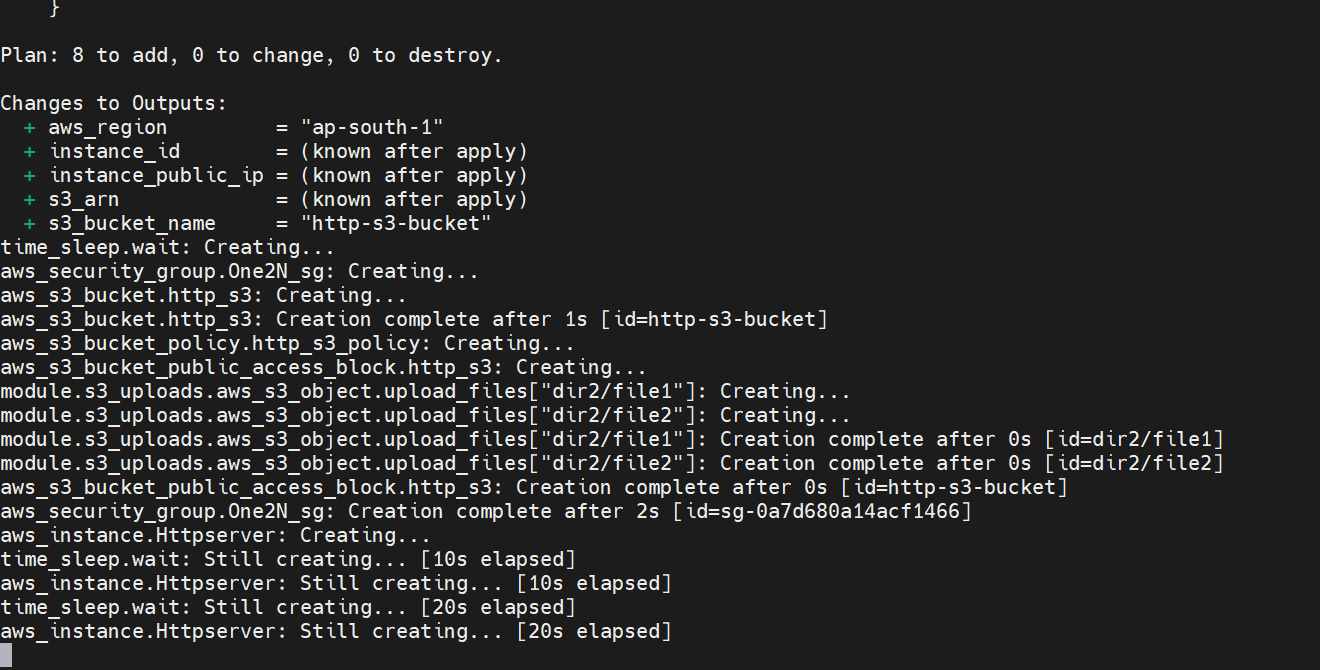 }
Plan: 8 to add, 0 to change, 0 to destroy.
Changes to Outputs:
+ aws_region = "ap-south-1"
+ instance_id = (known after apply)
+ instance_public_ip = (known after apply)
+ s3_arn = (known after apply)
+ s3_bucket_name = "http-s3-bucket"
time_sleep.wait: Creating...
aws_security_group.One2N_sg: Creating...
aws_s3_bucket.http_s3: Creating...
aws_s3_bucket.http_s3: Creation complete after 1s [id=http-s3-bucket]
aws_s3_bucket_policy.http_s3_policy: Creating...
aws_s3_bucket_public_access_block.http_s3: Creating...
module.s3_uploads.aws_s3_object.upload_files["dir2/file1"]: Creating...
module.s3_uploads.aws_s3_object.upload_files["dir2/file2"]: Creating...
module.s3_uploads.aws_s3_object.upload_files["dir2/file1"]: Creation complete after 0s [id=dir2/file1]
module.s3_uploads.aws_s3_object.upload_files["dir2/file2"]: Creation complete after 0s [id=dir2/file2]
aws_s3_bucket_public_access_block.http_s3: Creation complete after 0s [id=http-s3-bucket]
aws_security_group.One2N_sg: Creation complete after 2s [id=sg-0a7d680a14acf1466]
aws_instance.Httpserver: Creating...
time_sleep.wait: Still creating... [10s elapsed]
aws_instance.Httpserver: Still creating... [10s elapsed]
time_sleep.wait: Still creating... [20s elapsed]
aws_instance.Httpserver: Still creating... [20s elapsed]